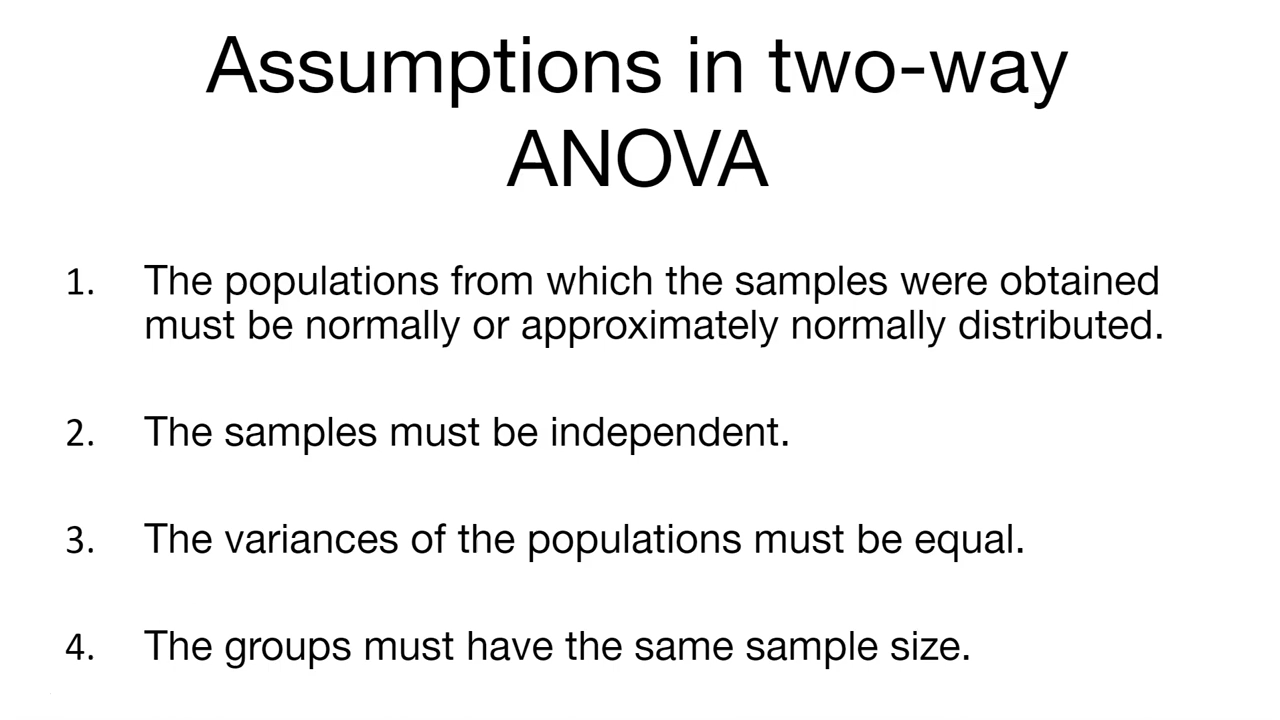 Assumptions in two-way
ANOVA
1. The populations from which the samples were obtained
must be normally or approximately normally distributed.
2. The samples must be independent.
3. The variances of the populations must be equal.
4. The groups must have the same sample size.